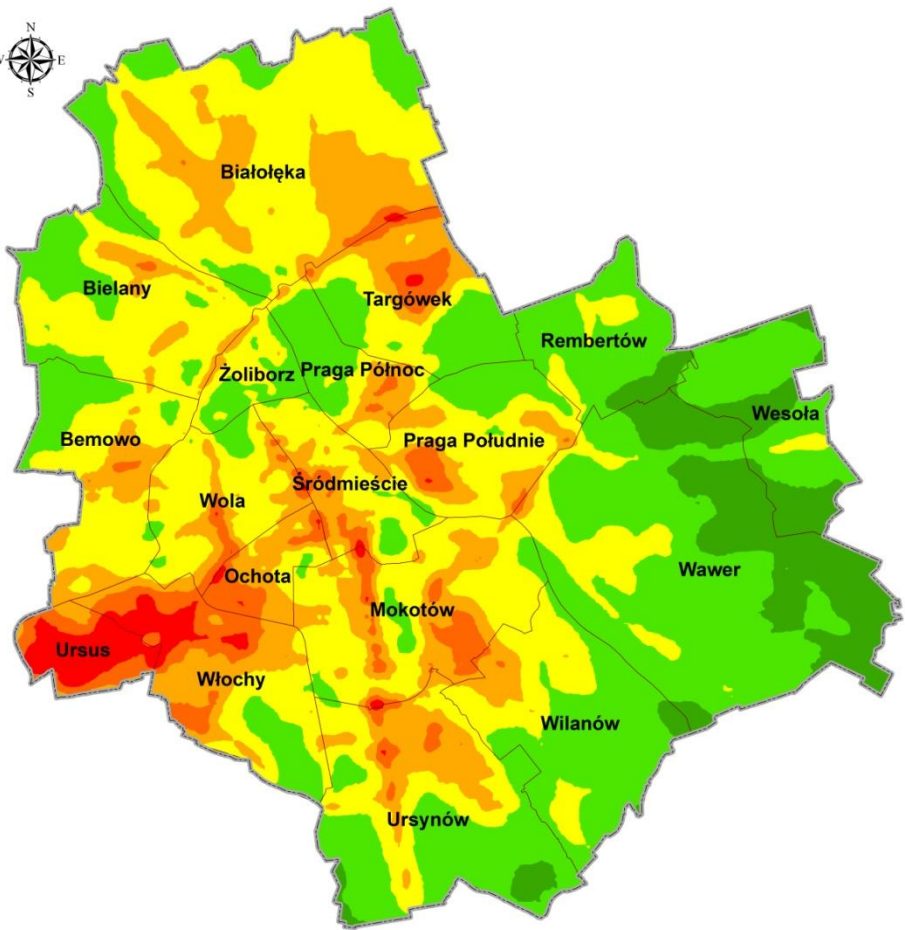 N
E
S
Białołęka
Bielany
Targówek
Rembertów
Żoliborz
Praga Północ
Wesoła
Bemowo
Praga Południe
Śródmieście
Wola
Wawer
Ochota
Mokotów
Ursus
Włochy
Wilanów
Ursynów